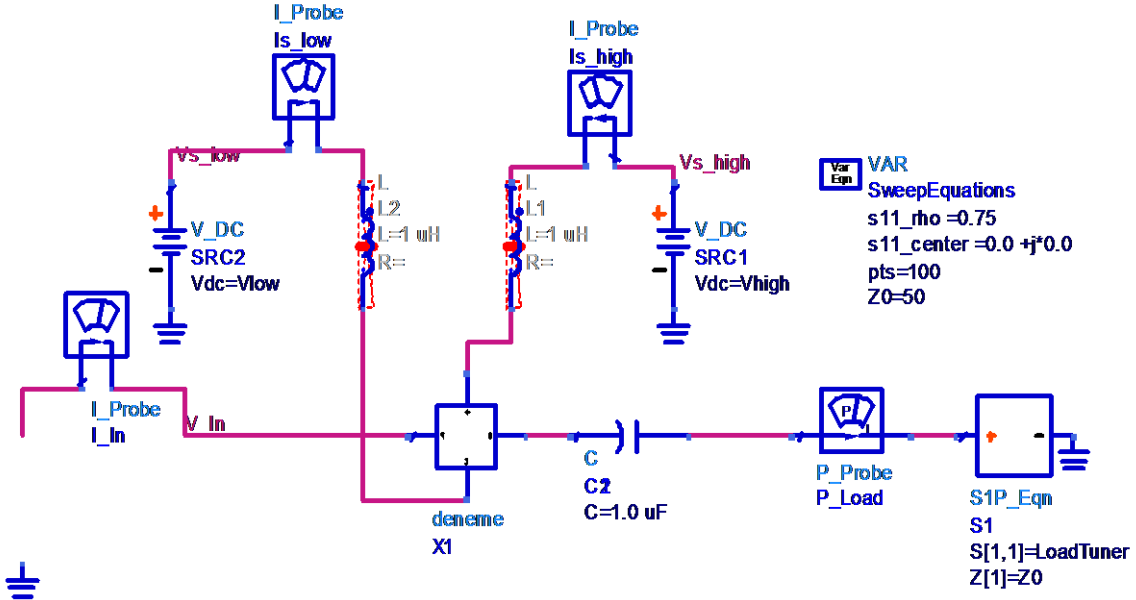 I_Probe
Is_low
I_Probe
Is_high
Vs_low
Vs_high
L
L2
L=1 uH
R=
L
L1
L=1 uH
R=
V_DC
SRC2
Vdc=Vlow
V_DC
SRC1
Vdc=Vhigh
Var
Eqn
VAR
SweepEquations
s11_rho =0.75
s11_center =0.0 +j*0.0
pts=100
Z0=50
I_Probe
I_In
V_In
deneme
X1
C
C=1.0 uF
P
I
P_Probe
P_Load
S1P_Eqn
S1
S[1,1]=LoadTuner
Z[1]=Z0